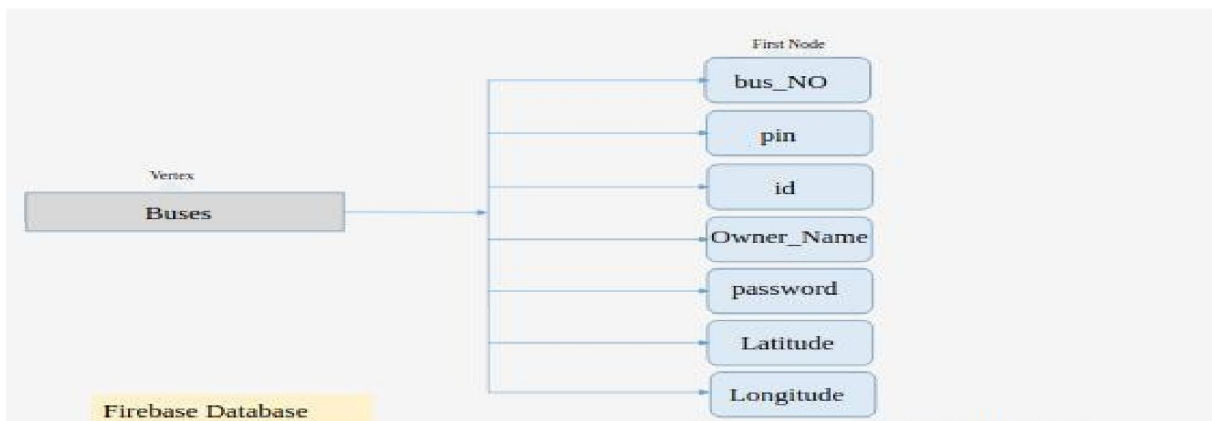 First Node
bus_NO
pin
id
Vertex
Buses
Owner_Name
password
Latitude
Longitude
Firebase Database